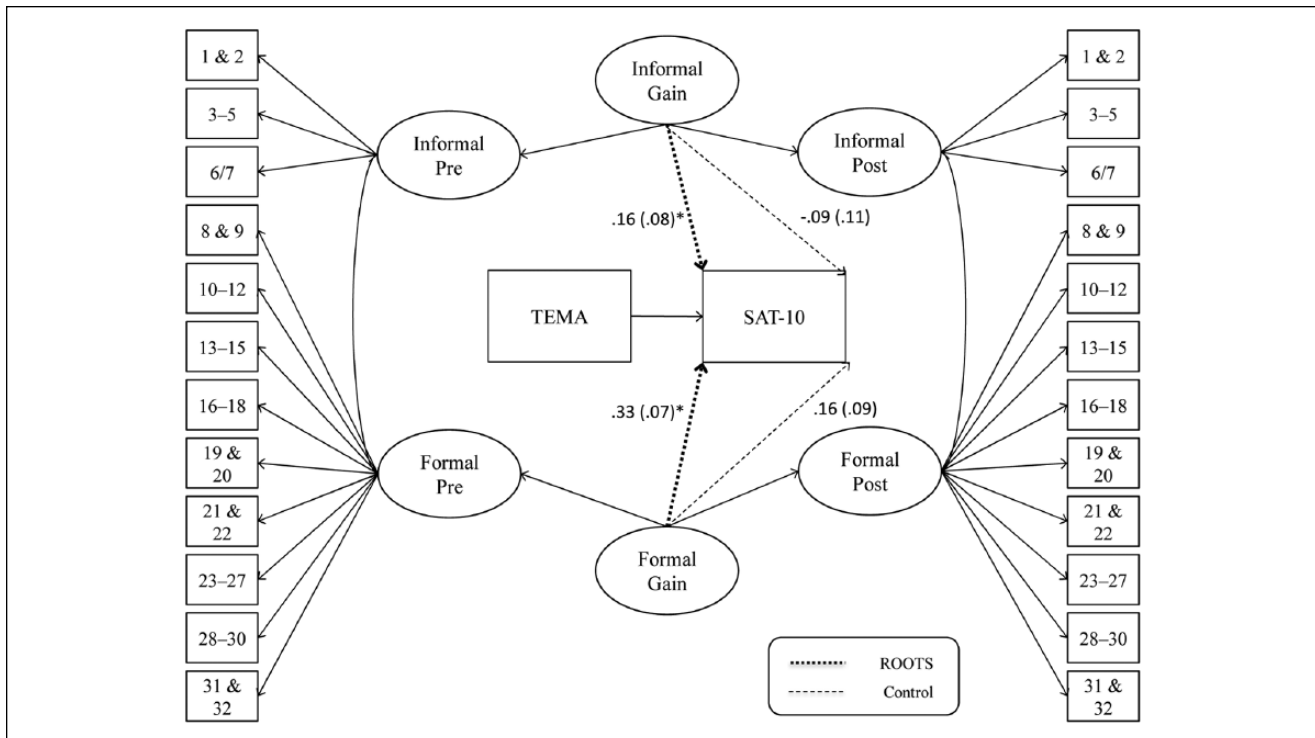 1 & 2
3–5
6/7
8 & 9
10–12
13–15
16–18
19 &
20
21 &
22
23–27
28–30
31 &
32
Informal
Pre
Formal
Pre
Informal
Gain
.16 (.08)*
-.09 (.11)
TEMA
SAT-10
.33 (.07)*
.16 (.09)
Formal
Gain
Informal
Post
Formal
Post
1 & 2
3–5
6/7
8 & 9
10–12
13–15
16–18
19 &
20
21 &
22
23–27
28–30
31 &
32
ROOTS
Control